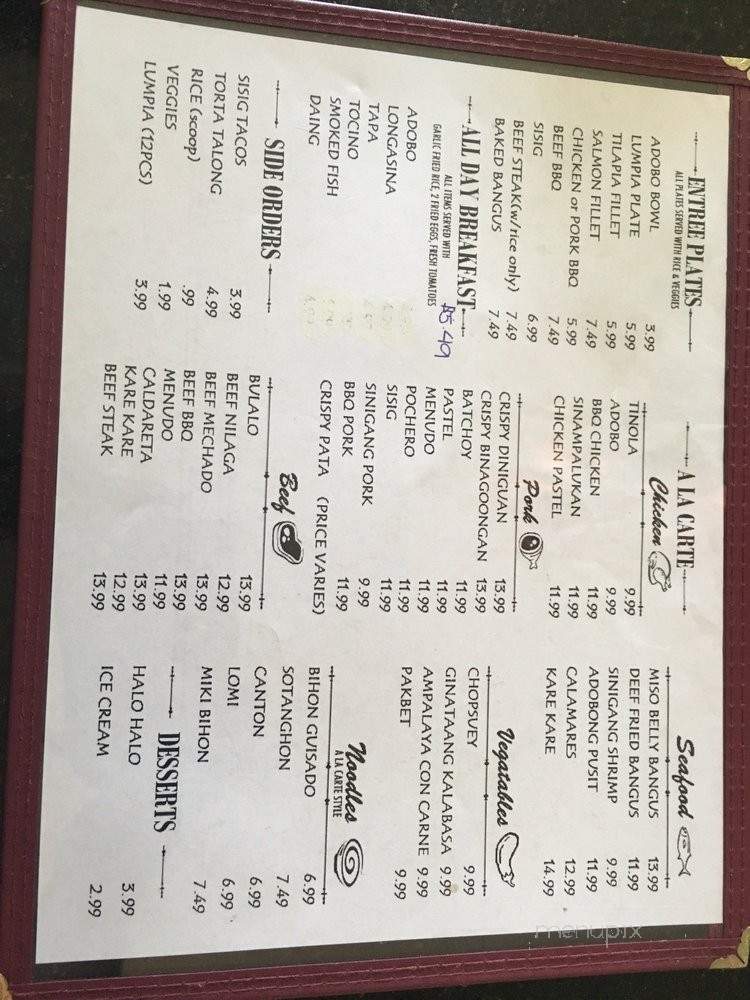 ENTREE PLATES
ALL PLATES SERVED WITH RICE & VEGGIES
ADOBO BOWL 3.99
LUMPIA PLATE 5.99
TILAPIA FILLET 5.99
SALMON FILLET 7.49
CHICKEN or PORK BBQ 5.99
BEEF BBQ 7.49
SISIG 6.99
BEEF STEAK(w/rice only) 7.49
BAKED BANGUS 7.49
ALL DAY BREAKFAST
ALL ITEMS SERVED WITH
GARLIC FRIED RICE, 2 FRIED EGGS, FRESH TOMATOES
5.49
ADOBO
LONGASINA
TAPA
TOCINO
SMOKED FISH
DAING
SIDE ORDERS
SISIG TACOS 3.99
TORTA TALONG 4.99
RICE (scoop) .99
VEGGIES 1.99
LUMPIA (12PCS) 3.99
A LA CARTE
Chicken
TINOLA 9.99
ADOBO 9.99
BBQ CHICKEN 11.99
SINAMPALUKAN 11.99
CHICKEN PASTEL 11.99
Pork
CRISPY DINIGUAN 13.99
CRISPY BINAGOONGAN 13.99
BATCHOY 11.99
PASTEL 11.99
MENUDO 11.99
POCHERO 11.99
SISIG 11.99
SINIGANG PORK 9.99
BBQ PORK 11.99
CRISPY PATA (PRICE VARIES)
Beef
BULALO 13.99
BEEF NILAGA 12.99
BEEF MECHADO 13.99
BEEF BBQ 13.99
MENUDO 11.99
CALDARETA 13.99
KARE KARE 12.99
BEEF STEAK 13.99
Seafood
MISO BELLY BANGUS 13.99
DEEF FRIED BANGUS 11.99
SINIGANG SHRIMP 9.99
ADOBONG PUSIT 11.99
CALAMARES 12.99
KARE KARE 14.99
Vegatables
CHOPSVEY 9.99
GINATAANG KALABASA 9.99
AMPALAYA CON CARNE 9.99
PAKBET 9.99
Noodles
A LA CARTE STYLE
BIHON GUISADO 6.99
SOTANGHON 7.49
CANTON 6.99
LOMI 6.99
MIKI BIHON 7.49
DESSERTS
HALO HALO 3.99
ICE CREAM 2.99
menupix